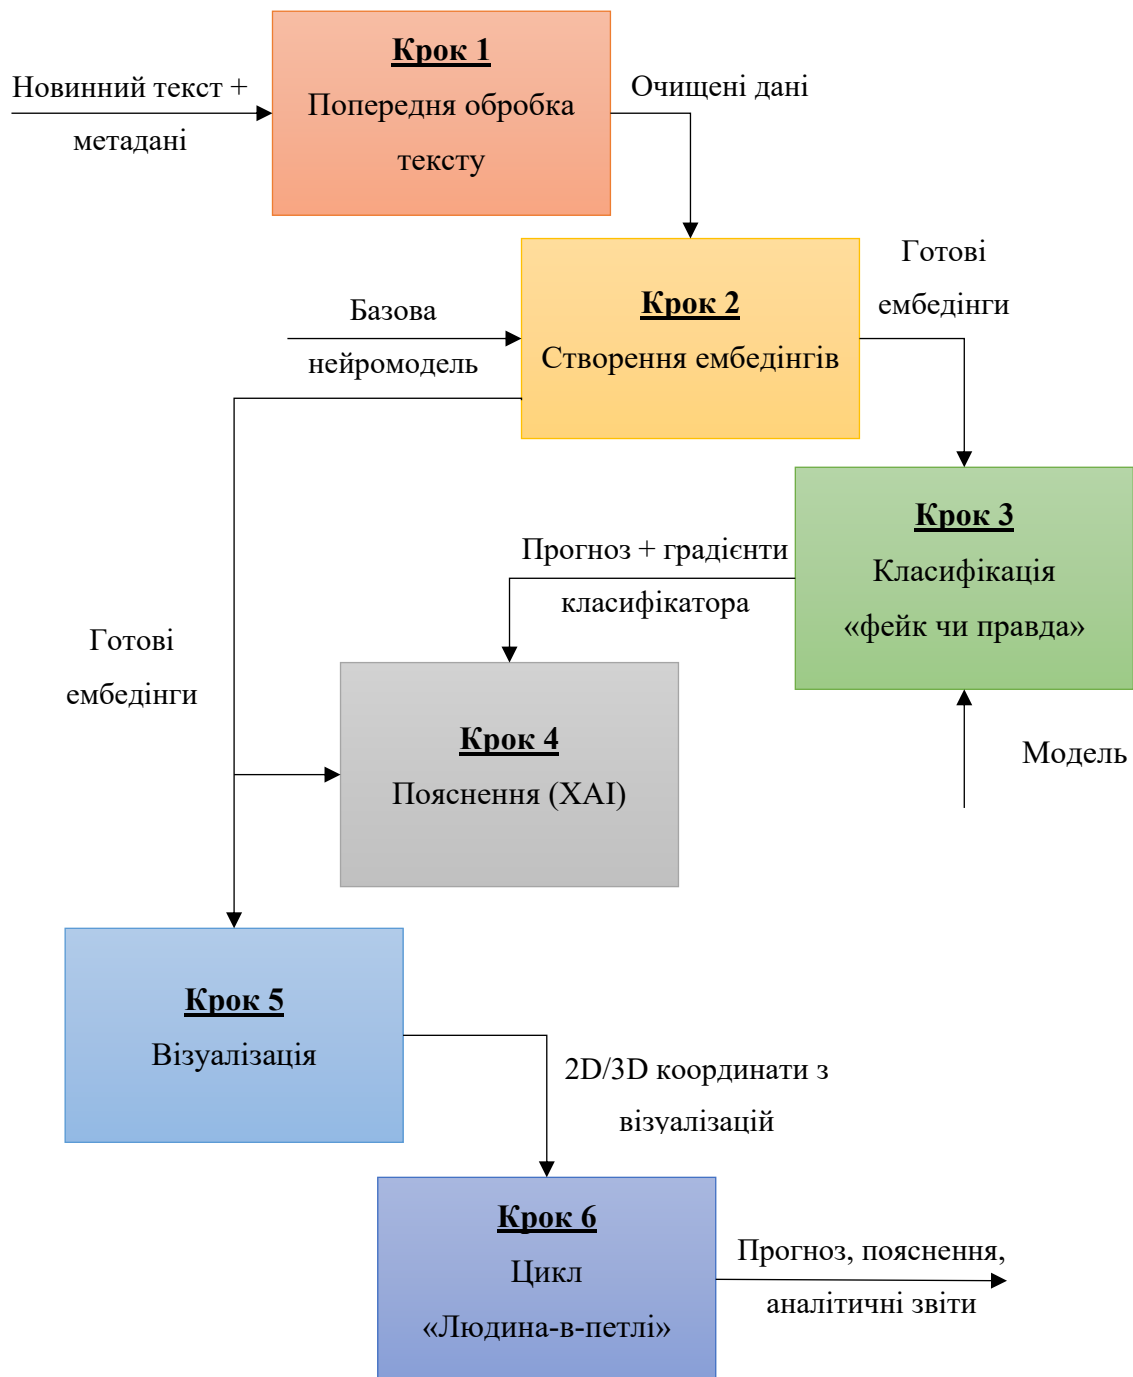 Крок 1
Попередня обробка
тексту
Новинний текст +
метадані
Очищені дані
Крок 2
Створення ембедінгів
Базова
нейромодель
Готові
ембедінги
Крок 3
Класифікація
«фейк чи правда»
Прогноз + градієнти
класифікатора
Модель
Готові
ембедінги
Крок 4
Пояснення (XAI)
Крок 5
Візуалізація
2D/3D координати з
візуалізацій
Крок 6
Цикл
«Людина-в-петлі»
Прогноз, пояснення,
аналітичні звіти